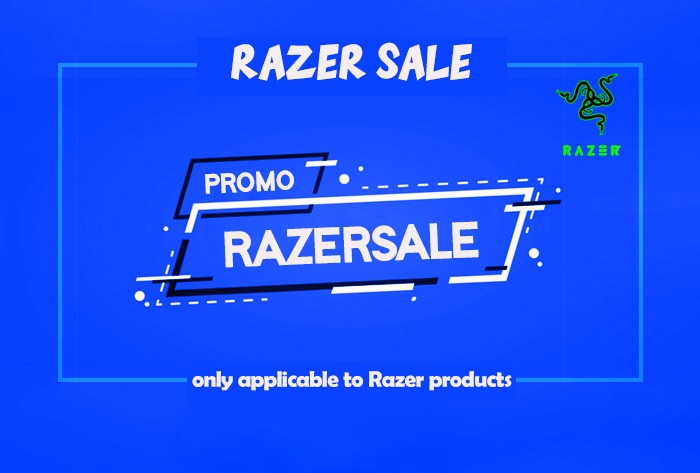 RAZER SALE
RAZER
PROMO
RAZERSALE
only applicable to Razer products